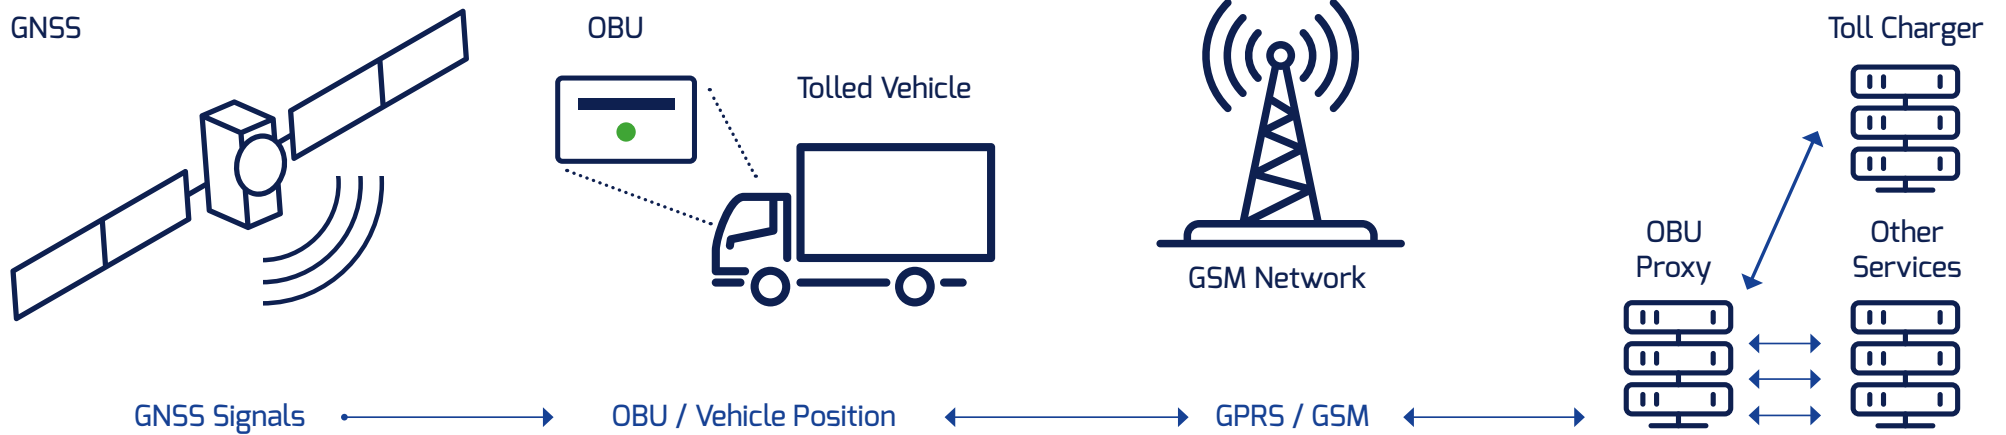 GNSS
OBU
Toll Charger
Tolled Vehicle
OBU
Proxy
Other
Services
GSM Network
GNSS Signals
OBU / Vehicle Position
GPRS / GSM